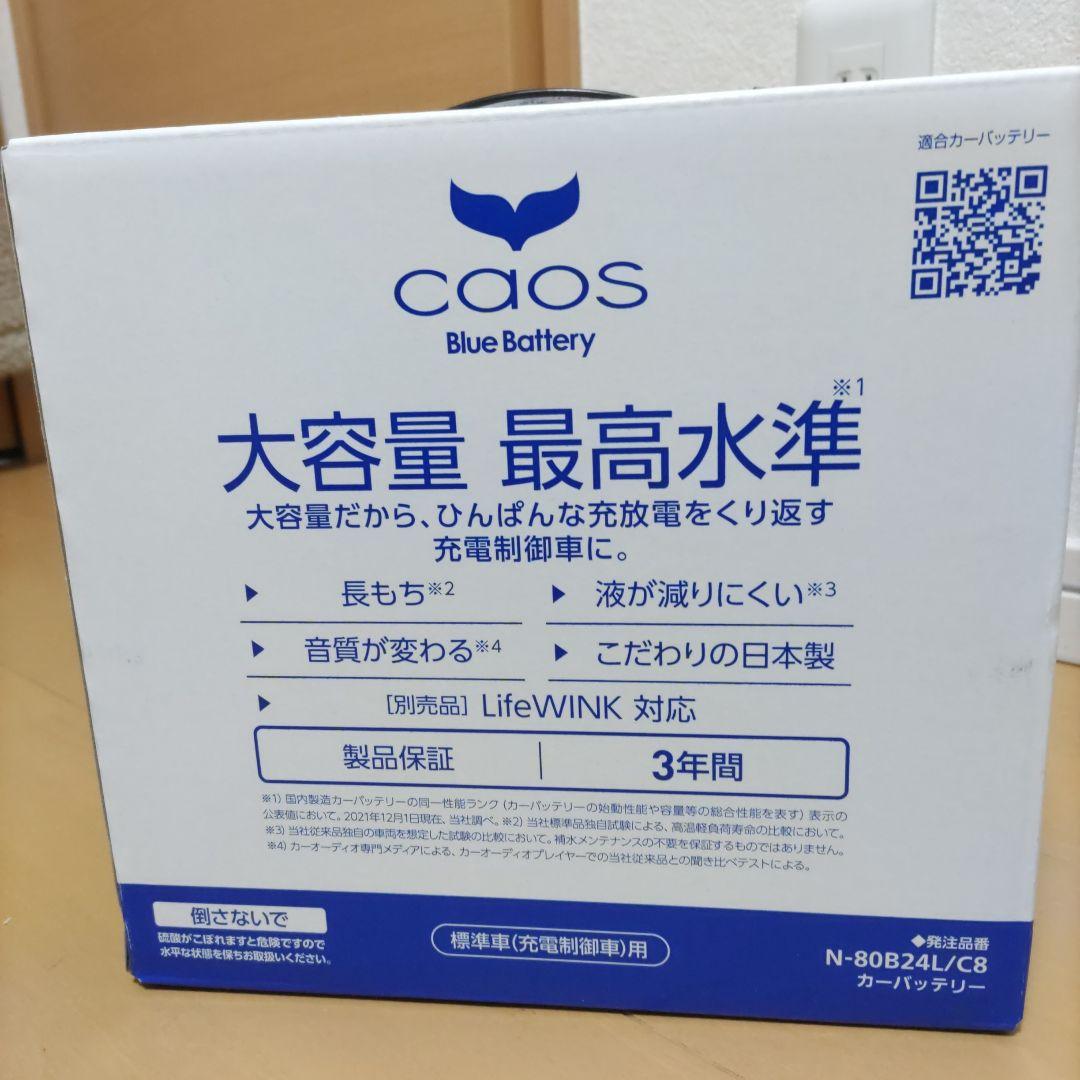 適合カーバッテリー
caos
Blue Battery
大容量 最高水準※1
大容量だから、ひんぱんな充放電をくり返す
充電制御車に。
▶ 長もち※2 ▶ 液が減りにくい※3
▶ 音質が変わる※4 ▶ こだわりの日本製
▶ [別売品] LifeWINK 対応
製品保証 3年間
※1) 国内製造カーバッテリーの同一性能ランク (カーバッテリーの始動性能や容量等の総合性能を表す) 表示の
公表値において。2021年12月1日現在、当社調べ。※2) 当社標準品独自試験による、高温軽負荷寿命の比較において。
※3) 当社従来品独自の車両を想定した試験の比較において。補水メンテナンスの不要を保証するものではありません。
※4) カーオーディオ専門メディアによる、カーオーディオプレイヤーでの当社従来品との聞き比べテストによる。
倒さないで
硫酸がこぼれますと危険ですので
水平な状態を保ちお取扱いください。
標準車(充電制御車)用
◆発注品番
N-80B24L/C8
カーバッテリー